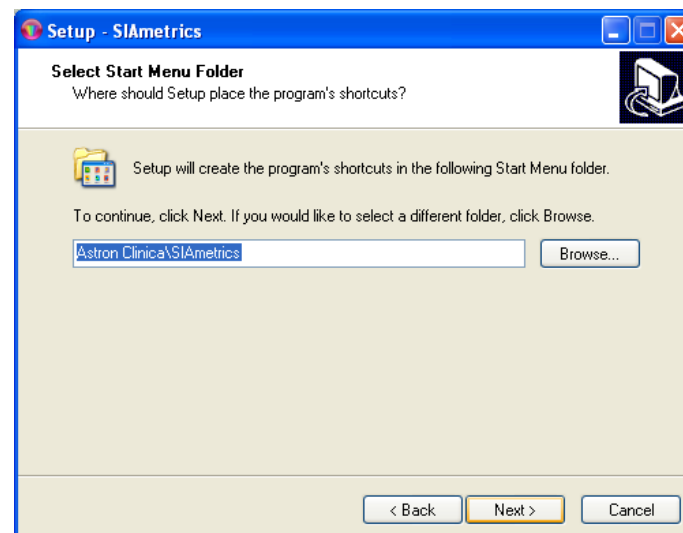 Setup - SIAmetrics
Select Start Menu Folder
Where should Setup place the program's shortcuts?
Setup will create the program's shortcuts in the following Start Menu folder.
To continue, click Next. If you would like to select a different folder, click Browse.
Astron Clinica\SIAmetrics
Browse...
< Back
Next >
Cancel